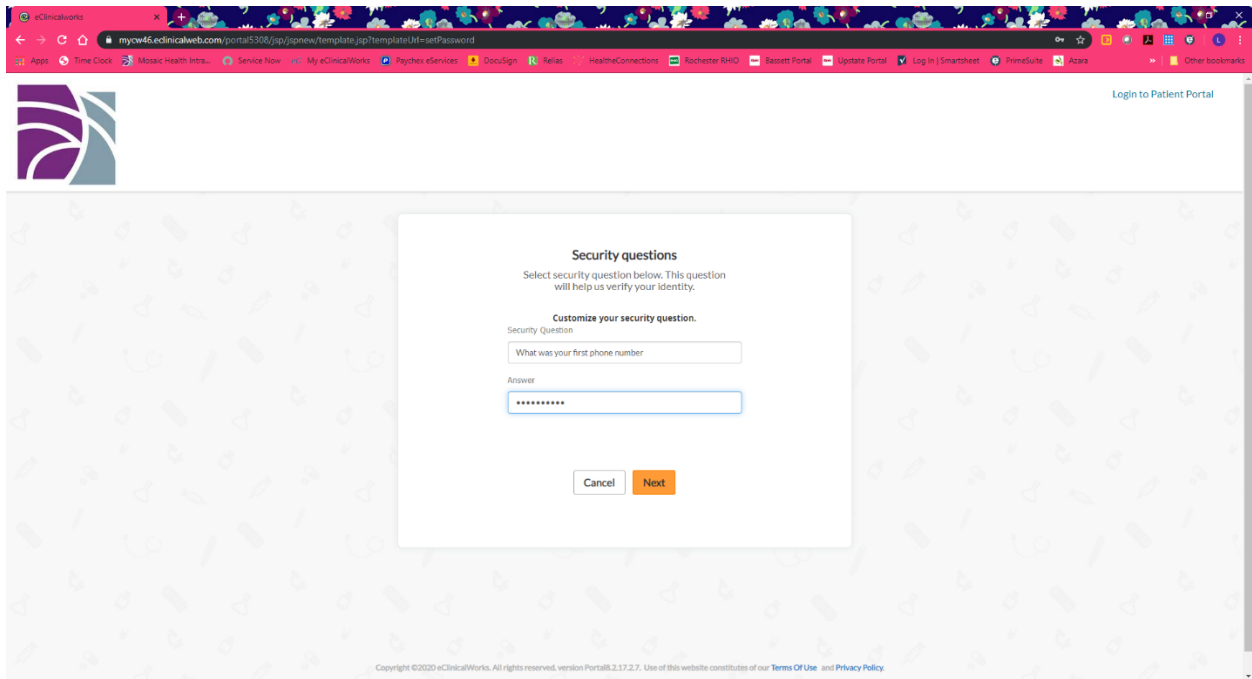 eClinicalworks
mycw46.eclinicalweb.com/portal5308/jsp/jspnew/template.jsp?templateUrl=setPassword
Apps Time Clock Mosaic Health Intra... Service Now My eClinicalWorks Paychex eServices DocuSign Relias HealtheConnections Rochester RHIO Bassett Portal Upstate Portal Log In | Smartsheet PrimeSuite Azara » Other bookmarks
Login to Patient Portal
Security questions
Select security question below. This question
will help us verify your identity.
Customize your security question.
Security Question
What was your first phone number
Answer
••••••••••
Cancel Next
Copyright ©2020 eClinicalWorks. All rights reserved. version Portal8.2.17.2.7. Use of this website constitutes of our Terms Of Use and Privacy Policy.